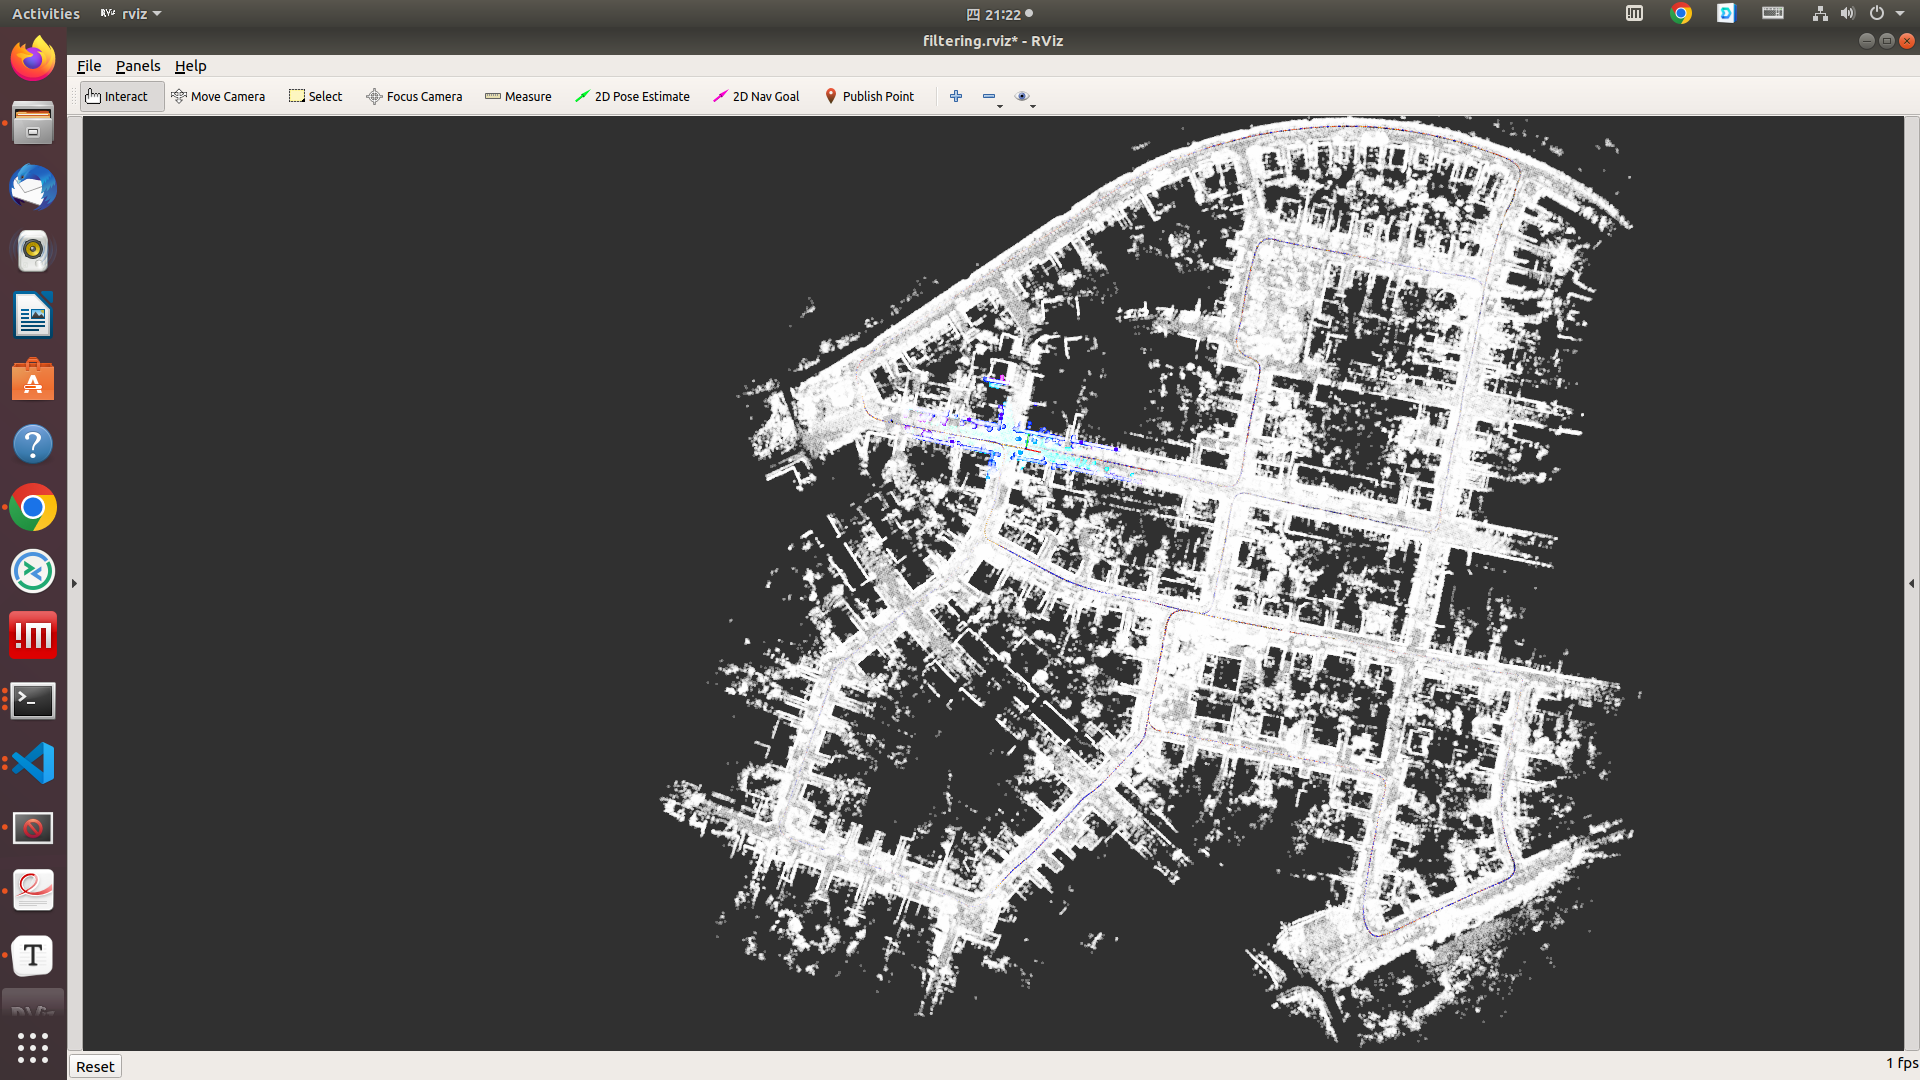 Activities
rviz
四 21:22
filtering.rviz* - RViz
File Panels Help
Interact Move Camera Select Focus Camera Measure 2D Pose Estimate 2D Nav Goal Publish Point
Reset
1 fps